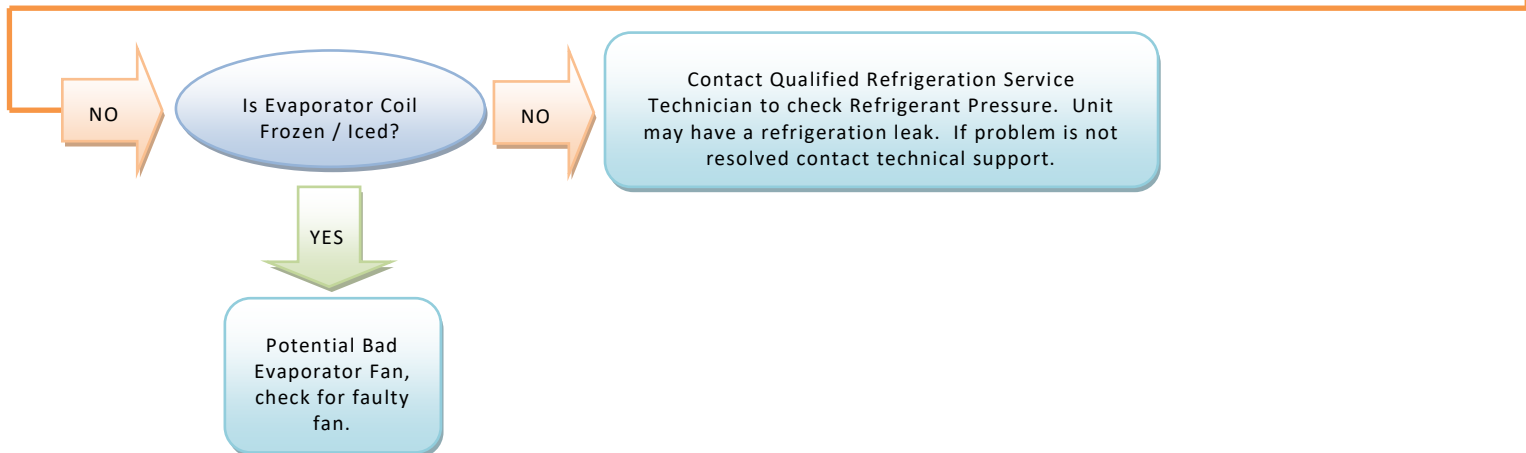 NO
Is Evaporator Coil
Frozen / Iced?
NO
Contact Qualified Refrigeration Service
Technician to check Refrigerant Pressure.  Unit
may have a refrigeration leak.  If problem is not
resolved contact technical support.
YES
Potential Bad
Evaporator Fan,
check for faulty
fan.